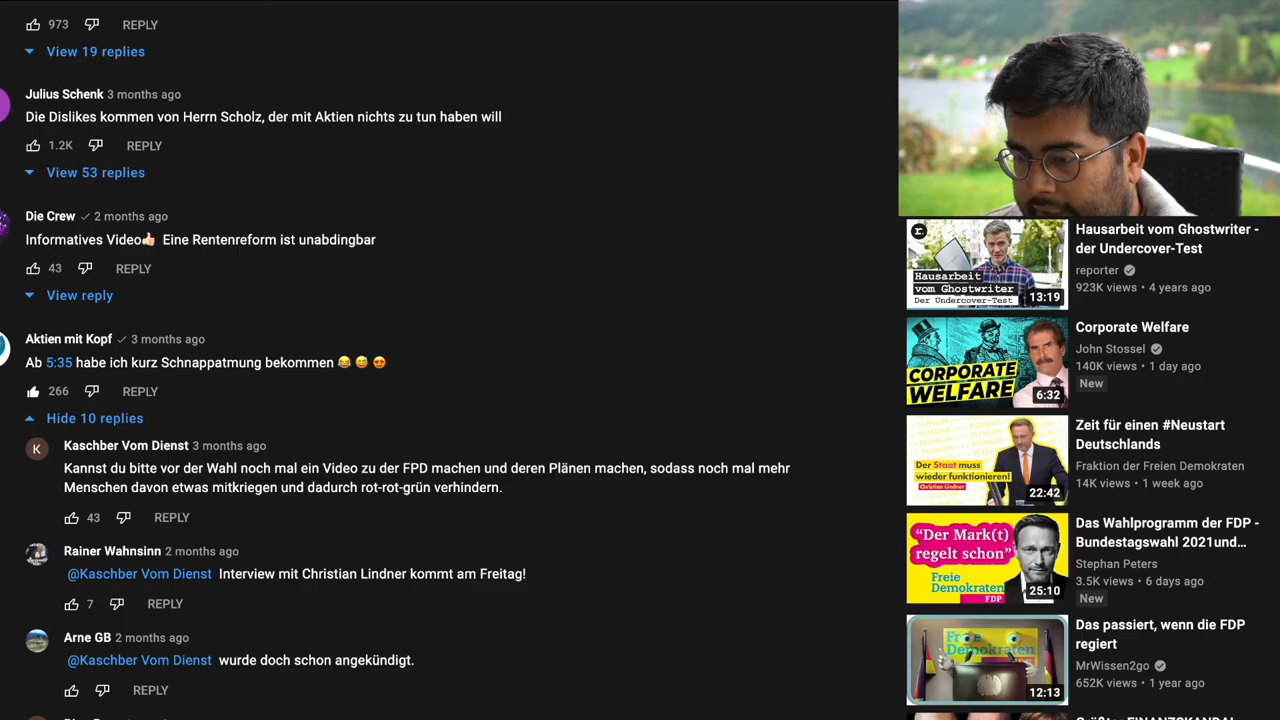 973 REPLY
View 19 replies
Julius Schenk 3 months ago
Die Dislikes kommen von Herrn Scholz, der mit Aktien nichts zu tun haben will
1.2K REPLY
View 53 replies
Die Crew 2 months ago
Informatives Video👍🏻 Eine Rentenreform ist unabdingbar
43 REPLY
View reply
Aktien mit Kopf 3 months ago
Ab 5:35 habe ich kurz Schnappatmung bekommen 😂 😅 😍
266 REPLY
Hide 10 replies
K
Kaschber Vom Dienst 3 months ago
Kannst du bitte vor der Wahl noch mal ein Video zu der FPD machen und deren Plänen machen, sodass noch mal mehr
Menschen davon etwas mitkriegen und dadurch rot-rot-grün verhindern.
43 REPLY
Rainer Wahnsinn 2 months ago
@Kaschber Vom Dienst Interview mit Christian Lindner kommt am Freitag!
7 REPLY
Arne GB 2 months ago
@Kaschber Vom Dienst wurde doch schon angekündigt.
REPLY
r.
Hausarbeit
vom Ghostwriter
Der Undercover-Test
13:19
Hausarbeit vom Ghostwriter -
der Undercover-Test
reporter
923K views • 4 years ago
CORPORATE
WELFARE
6:32
Corporate Welfare
John Stossel
140K views • 1 day ago
New
Der Staat muss
wieder funktionieren!
Christian Lindner
22:42
Zeit für einen #Neustart
Deutschlands
Fraktion der Freien Demokraten
14K views • 1 week ago
"Der Mark(t)
regelt schon"
Freie
Demokraten
FDP
25:10
Das Wahlprogramm der FDP -
Bundestagswahl 2021und...
Stephan Peters
3.5K views • 6 days ago
New
Freie
Demokraten
12:13
Das passiert, wenn die FDP
regiert
MrWissen2go
652K views • 1 year ago